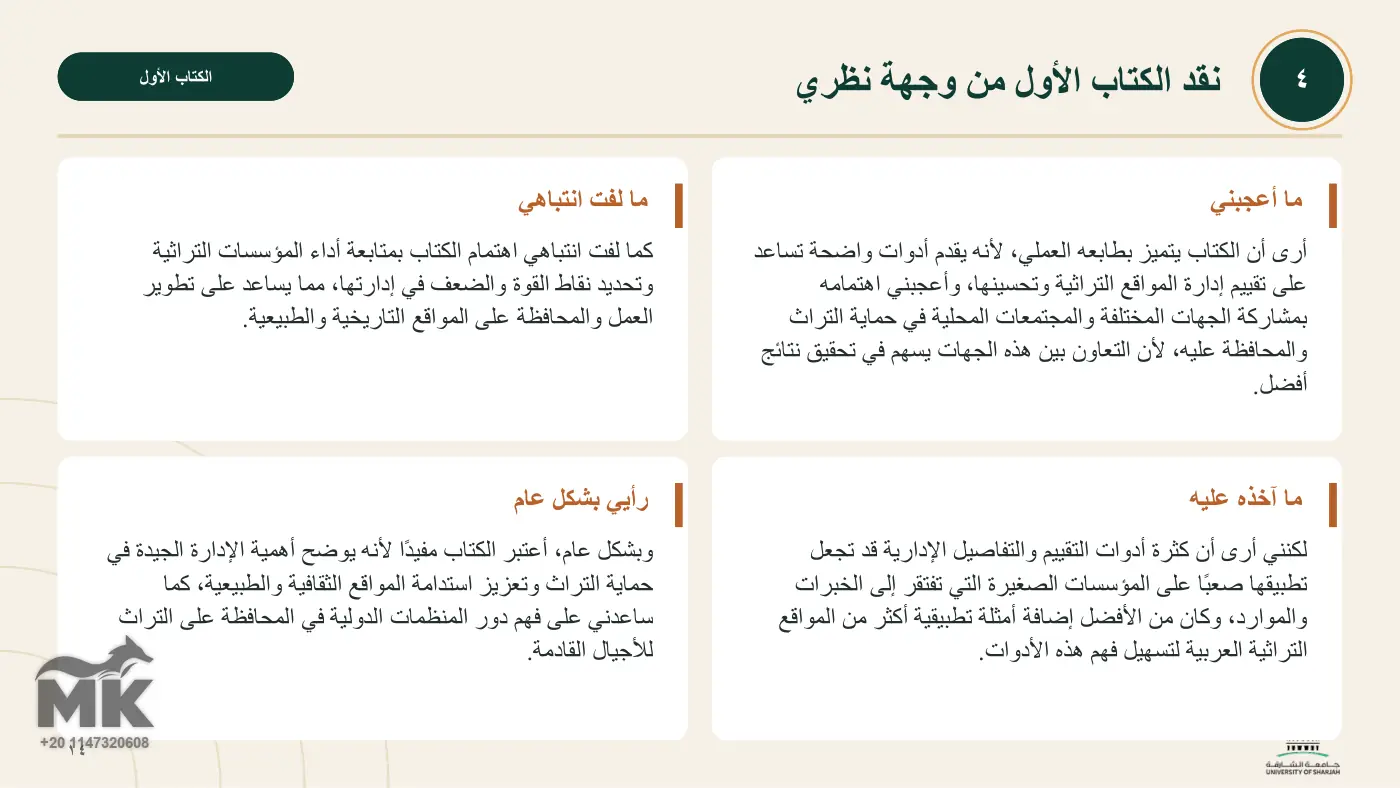 ٤
نقد الكتاب الأول من وجهة نظري
الكتاب الأول
ما أعجبني
أرى أن الكتاب يتميز بطابعه العملي، لأنه يقدم أدوات واضحة تساعد
على تقييم إدارة المواقع التراثية وتحسينها، وأعجبني اهتمامه
بمشاركة الجهات المختلفة والمجتمعات المحلية في حماية التراث
والمحافظة عليه، لأن التعاون بين هذه الجهات يسهم في تحقيق نتائج
أفضل.
ما لفت انتباهي
كما لفت انتباهي اهتمام الكتاب بمتابعة أداء المؤسسات التراثية
وتحديد نقاط القوة والضعف في إدارتها، مما يساعد على تطوير
العمل والمحافظة على المواقع التاريخية والطبيعية.
ما آخذه عليه
لكنني أرى أن كثرة أدوات التقييم والتفاصيل الإدارية قد تجعل
تطبيقها صعبًا على المؤسسات الصغيرة التي تفتقر إلى الخبرات
والموارد، وكان من الأفضل إضافة أمثلة تطبيقية أكثر من المواقع
التراثية العربية لتسهيل فهم هذه الأدوات.
رأيي بشكل عام
وبشكل عام، أعتبر الكتاب مفيدًا لأنه يوضح أهمية الإدارة الجيدة في
حماية التراث وتعزيز استدامة المواقع الثقافية والطبيعية، كما
ساعدني على فهم دور المنظمات الدولية في المحافظة على التراث
للأجيال القادمة.
MK
+20 1147320608
جامعة الشارقة
UNIVERSITY OF SHARJAH